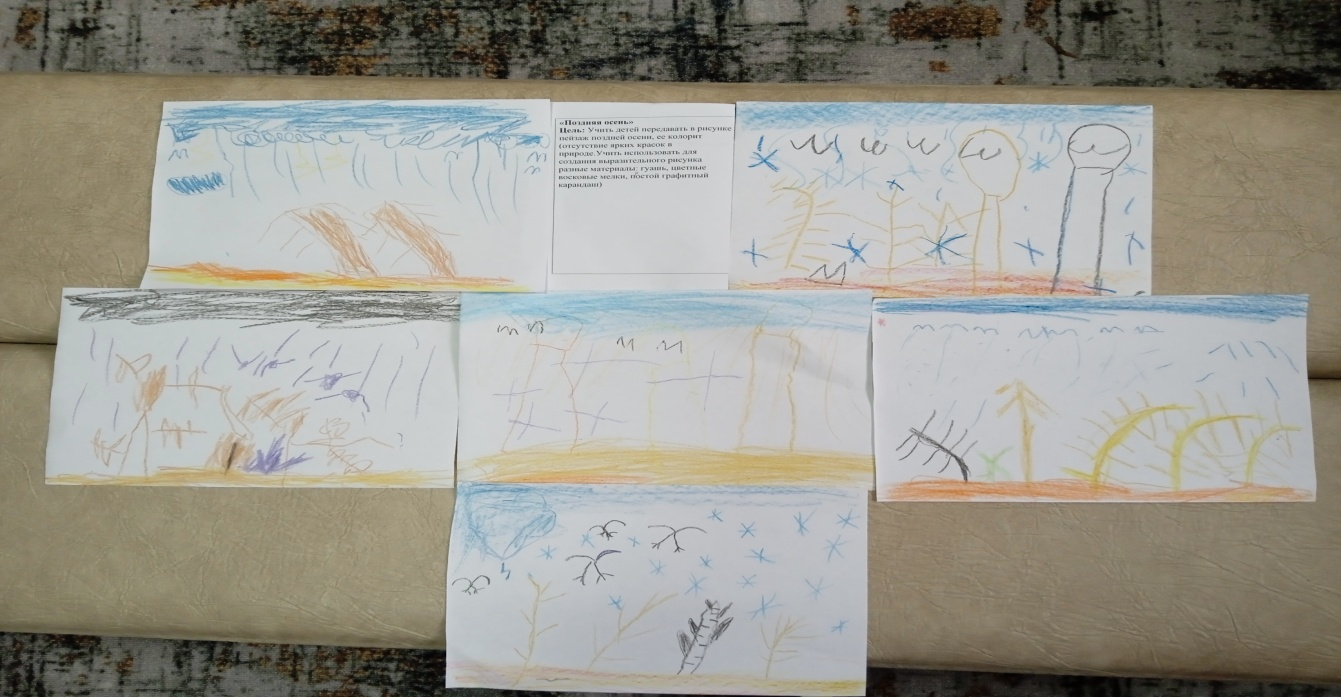 «Поздняя осень»
Цель: Учить детей передавать в рисунке
пейзаж поздней осени, ее колорит
(отсутствие ярких красок в
природе.Учить использовать для
создания выразительного рисунка
разные материалы: гуашь, цветные
восковые мелки, постой графитный
карандаш)